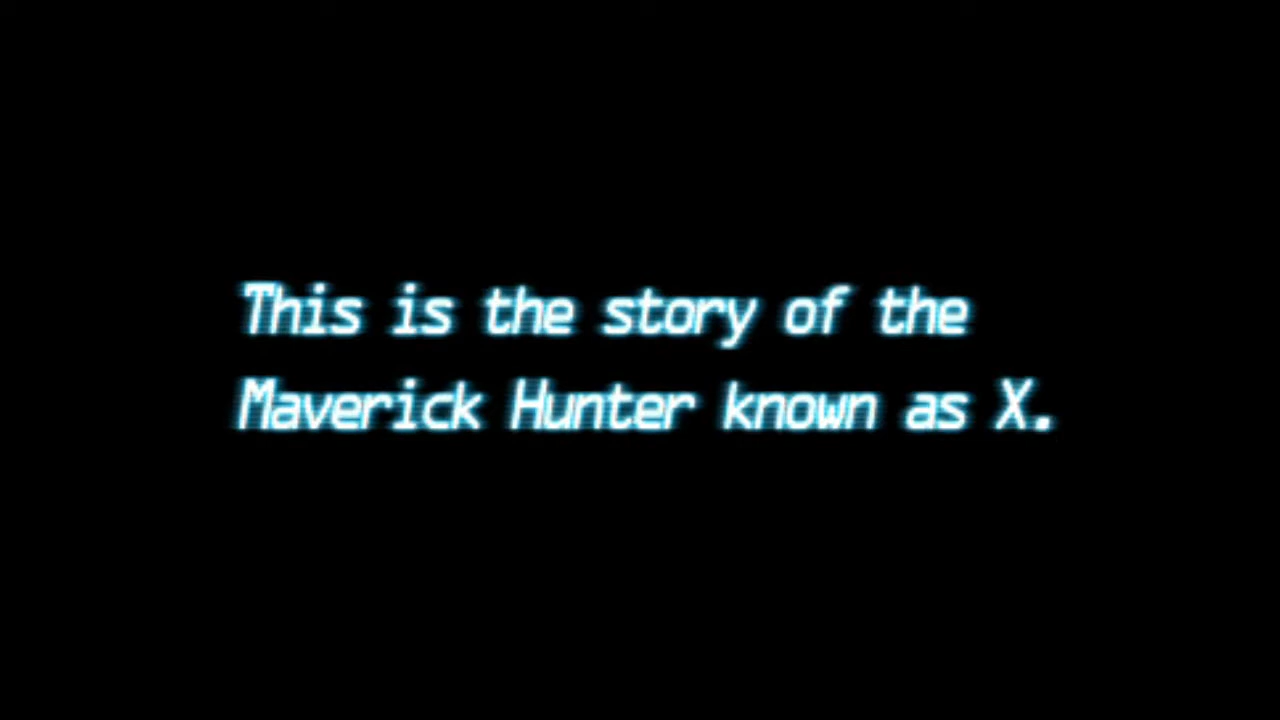 This is the story of the
Maverick Hunter known as X.